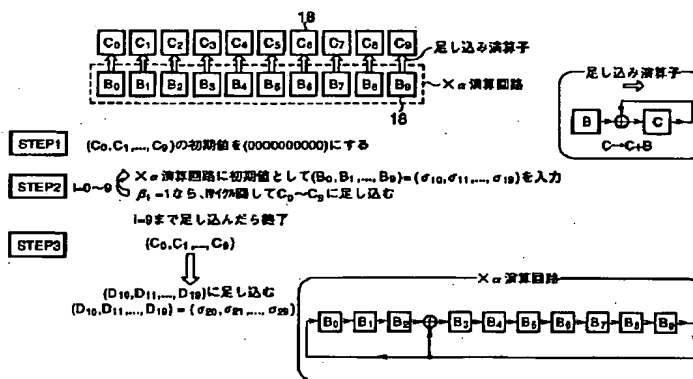 18
C₀ C₁ C₂ C₃ C₄ C₅ C₆ C₇ C₈ C₉
足し込み演算子
B₀ B₁ B₂ B₃ B₄ B₅ B₆ B₇ B₈ B₉
×α 演算回路
18
足し込み演算子
B C
C→C+B
STEP1 (C₀,C₁,...,C₉)の初期値を(0000000000)にする
STEP2 i=0~9 ×α 演算回路に初期値として(B₀,B₁,...,B₉)=(σ₁₀,σ₁₁,...,σ₁₉)を入力
βᵢ=1なら、iサイクル回してC₀~C₉に足し込む
i=9まで足し込んだら終了
STEP3 (C₀,C₁,...,C₉)
(D₁₀,D₁₁,...,D₁₉)に足し込む
(D₁₀,D₁₁,...,D₁₉)=(σ₂₀,σ₂₁,...,σ₂₉)
×α 演算回路
B₀ B₁ B₂ B₃ B₄ B₅ B₆ B₇ B₈ B₉